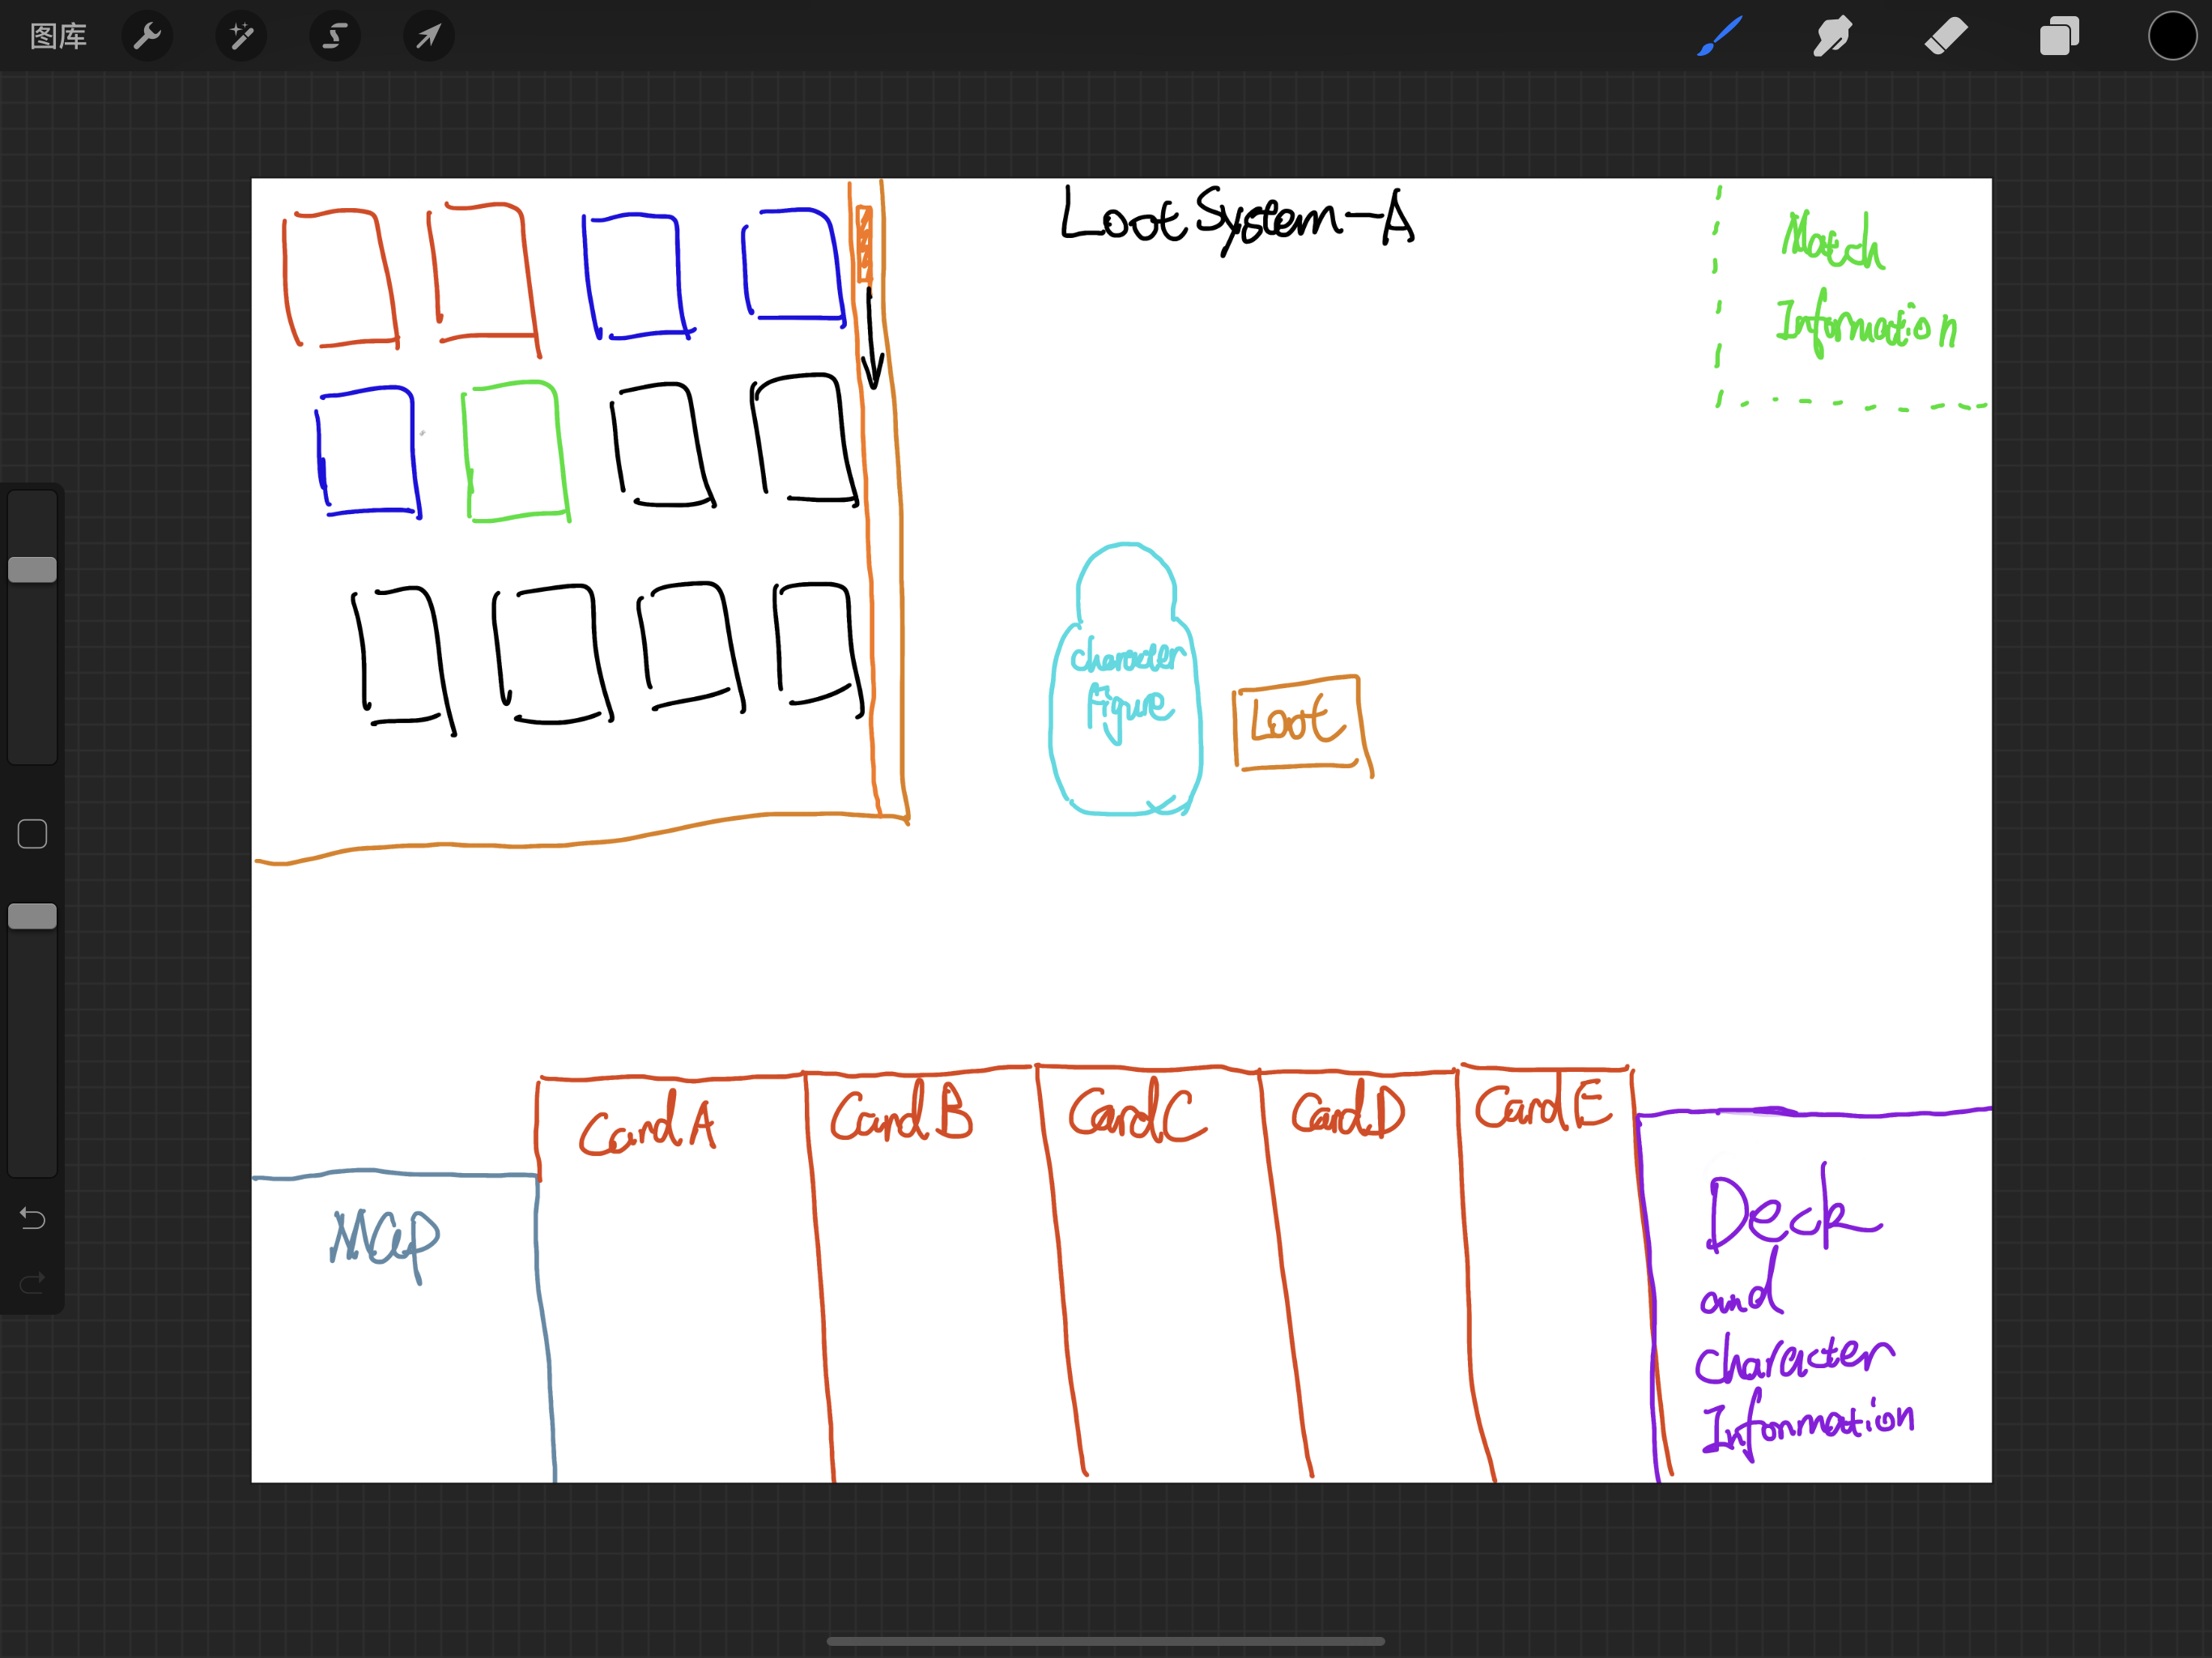 图库
Loot System-A
Match
Information
Character
Figure
Loot
Card A
Card B
Card C
Card D
Card E
Map
Deck
and
Character
Information